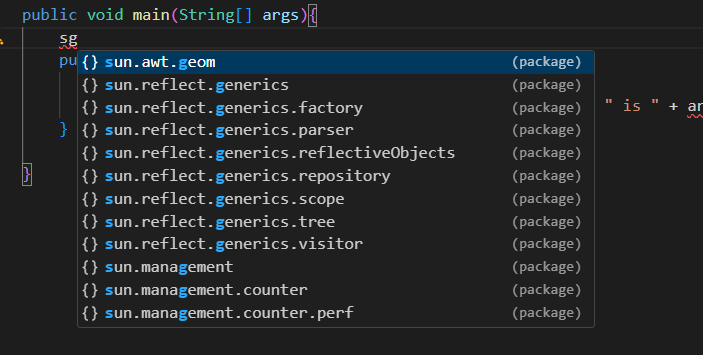 public void main(String[] args){
sg
pu
{} sun.awt.geom (package)
{} sun.reflect.generics (package)
{} sun.reflect.generics.factory (package) " is " + ar
{} sun.reflect.generics.parser (package)
}
{} sun.reflect.generics.reflectiveObjects (package)
{} sun.reflect.generics.repository (package)
}
{} sun.reflect.generics.scope (package)
{} sun.reflect.generics.tree (package)
{} sun.reflect.generics.visitor (package)
{} sun.management (package)
{} sun.management.counter (package)
{} sun.management.counter.perf (package)